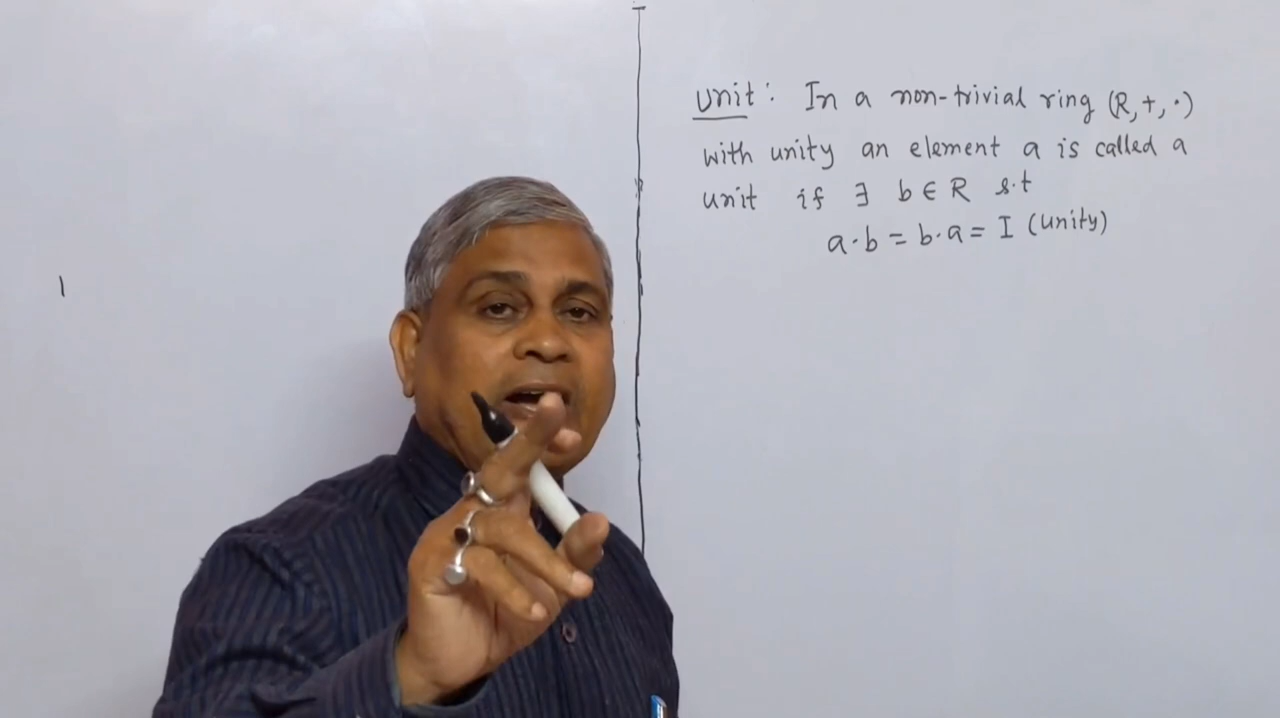 unit: In a non-trivial ring (R, +, ·)
with unity an element a is called a
unit if ∃ b ∈ R s.t
a·b = b·a = I (unity)